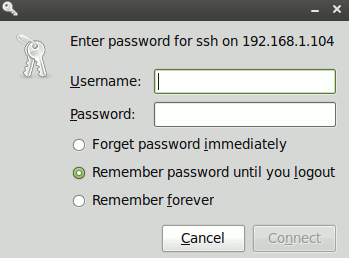 Enter password for ssh on 192.168.1.104
Username:
Password:
Forget password immediately
Remember password until you logout
Remember forever
Cancel
Connect